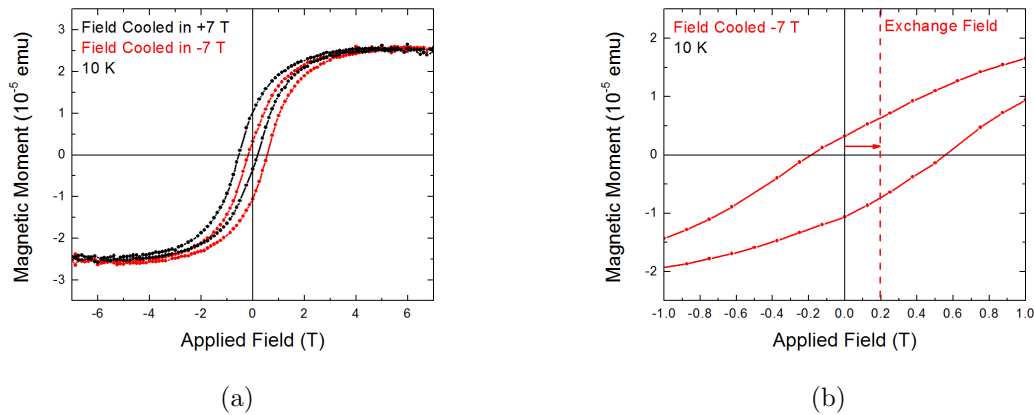 Field Cooled in +7 T
Field Cooled in -7 T
10 K
Magnetic Moment (10⁻⁵ emu)
3
2
1
0
-1
-2
-3
-6
-4
-2
0
2
4
6
Applied Field (T)
(a)
Field Cooled -7 T
10 K
Exchange Field
Magnetic Moment (10⁻⁵ emu)
2
1
0
-1
-2
-1.0
-0.8
-0.6
-0.4
-0.2
0.0
0.2
0.4
0.6
0.8
1.0
Applied Field (T)
(b)